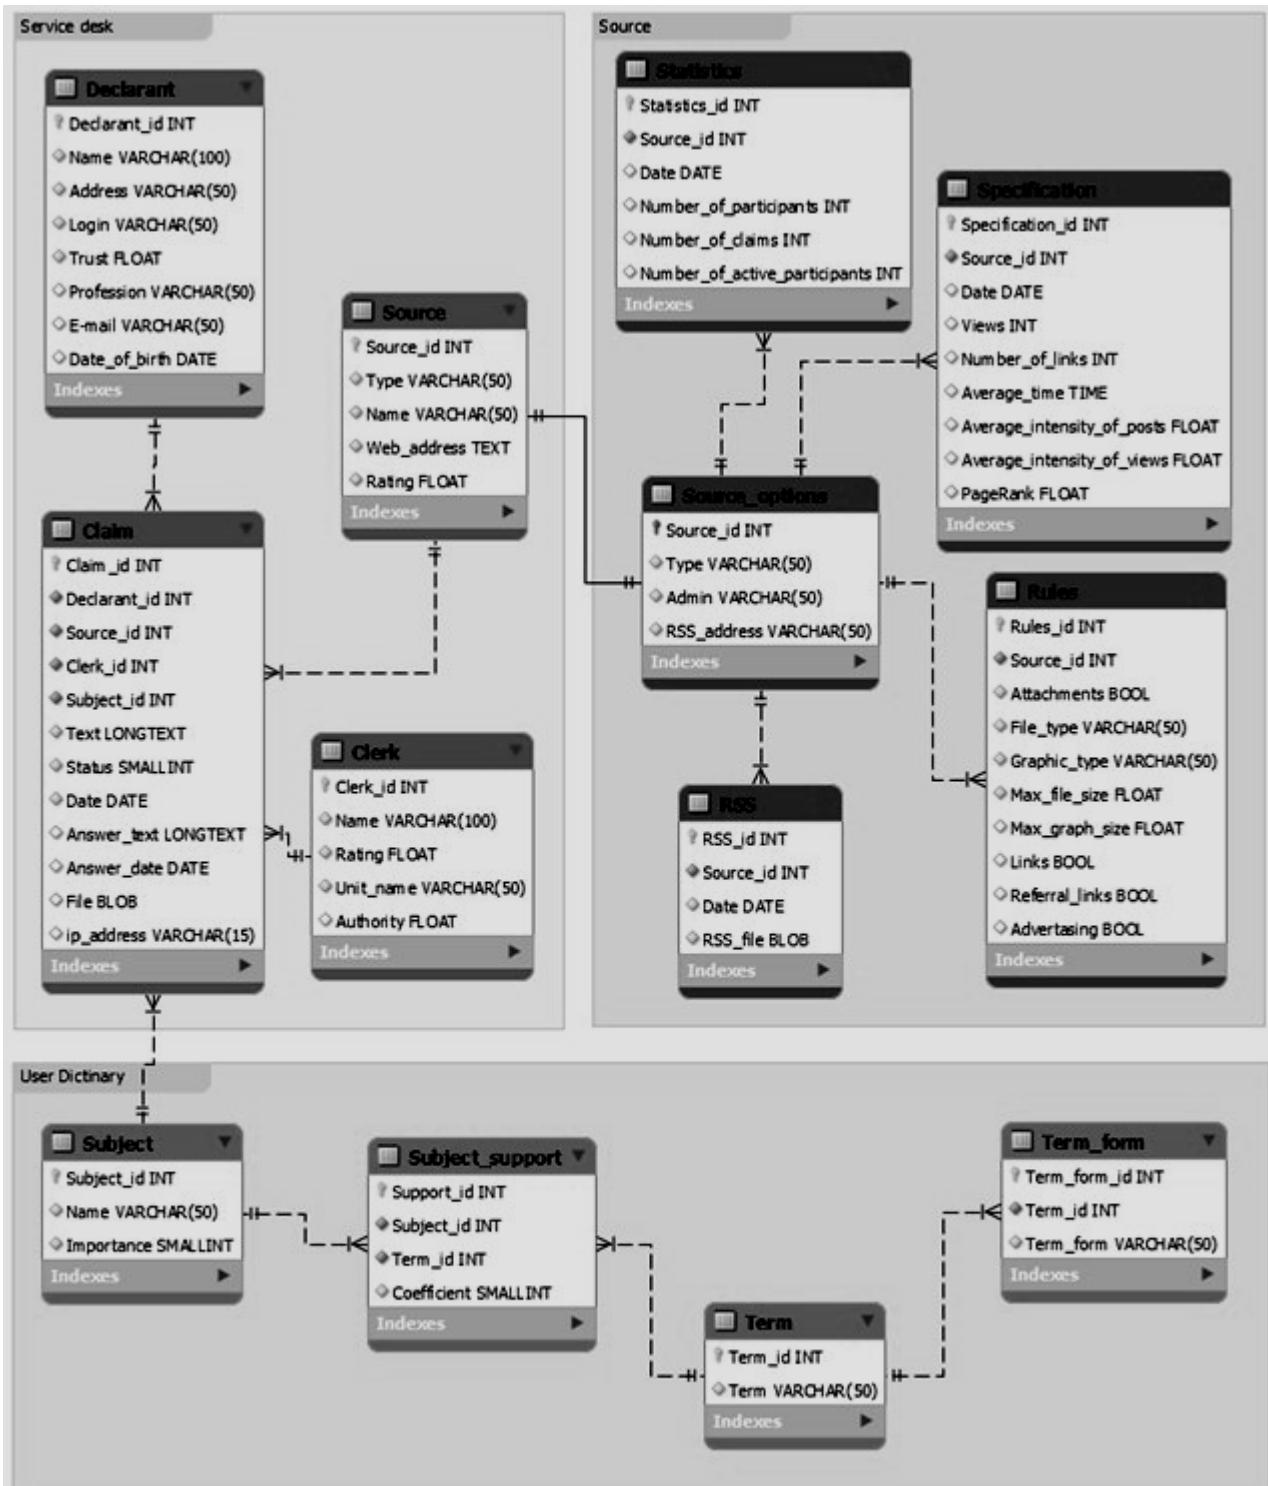 Service desk
Declarant
Declarant_id INT
Name VARCHAR(100)
Address VARCHAR(50)
Login VARCHAR(50)
Trust FLOAT
Profession VARCHAR(50)
E-mail VARCHAR(50)
Date_of_birth DATE
Indexes
Claim
Claim_id INT
Declarant_id INT
Source_id INT
Clerk_id INT
Subject_id INT
Text LONGTEXT
Status SMALLINT
Date DATE
Answer_text LONGTEXT
Answer_date DATE
File BLOB
ip_address VARCHAR(15)
Indexes
Source
Source_id INT
Type VARCHAR(50)
Name VARCHAR(50)
Web_address TEXT
Rating FLOAT
Indexes
Clerk
Clerk_id INT
Name VARCHAR(100)
Rating FLOAT
Unit_name VARCHAR(50)
Authority FLOAT
Indexes
Source
Statistics
Statistics_id INT
Source_id INT
Date DATE
Number_of_participants INT
Number_of_claims INT
Number_of_active_participants INT
Indexes
Specification
Specification_id INT
Source_id INT
Date DATE
Views INT
Number_of_links INT
Average_time TIME
Average_intensity_of_posts FLOAT
Average_intensity_of_views FLOAT
PageRank FLOAT
Indexes
Source_options
Source_id INT
Type VARCHAR(50)
Admin VARCHAR(50)
RSS_address VARCHAR(50)
Indexes
Rules
Rules_id INT
Source_id INT
Attachments BOOL
File_type VARCHAR(50)
Graphic_type VARCHAR(50)
Max_file_size FLOAT
Max_graph_size FLOAT
Links BOOL
Referral_links BOOL
Advertasing BOOL
Indexes
RSS
RSS_id INT
Source_id INT
Date DATE
RSS_file BLOB
Indexes
User Dictinary
Subject
Subject_id INT
Name VARCHAR(50)
Importance SMALLINT
Indexes
Subject_support
Support_id INT
Subject_id INT
Term_id INT
Coefficient SMALLINT
Indexes
Term
Term_id INT
Term VARCHAR(50)
Indexes
Term_form
Term_form_id INT
Term_id INT
Term_form VARCHAR(50)
Indexes